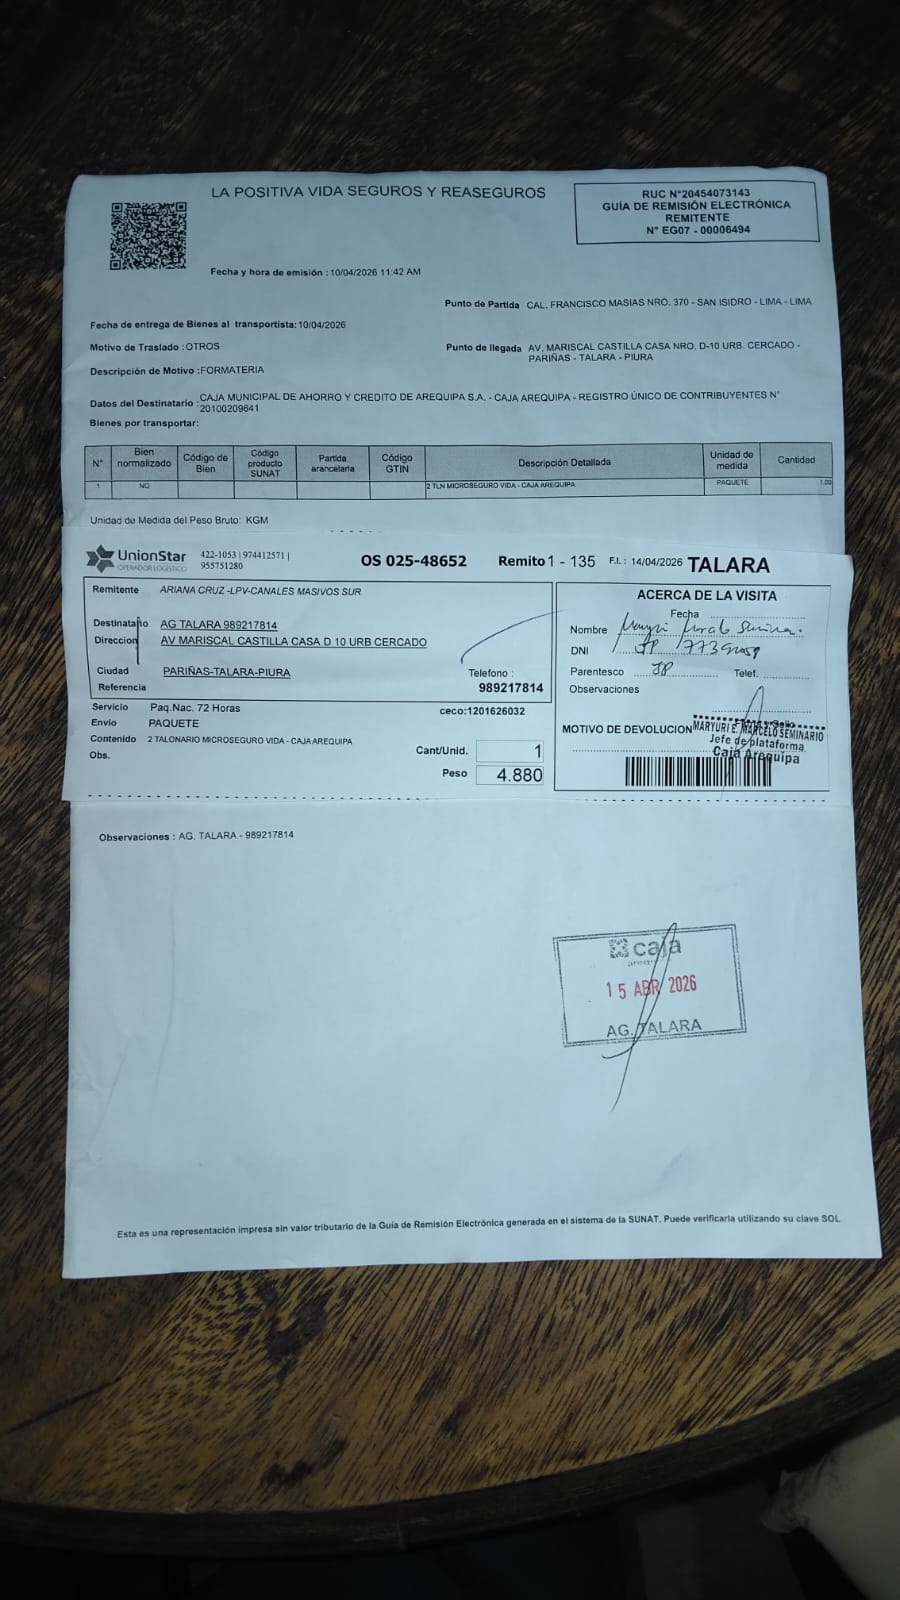 LA POSITIVA VIDA SEGUROS Y REASEGUROS
RUC N°20454073143
GUÍA DE REMISIÓN ELECTRÓNICA
REMITENTE
N° EG07 - 00006494
Fecha y hora de emisión : 10/04/2026 11:42 AM
Punto de Partida CAL. FRANCISCO MASIAS NRO. 370 - SAN ISIDRO - LIMA - LIMA
Fecha de entrega de Bienes al transportista: 10/04/2026
Motivo de Traslado : OTROS
Punto de llegada AV. MARISCAL CASTILLA CASA NRO. D-10 URB. CERCADO -
PARIÑAS - TALARA - PIURA
Descripción de Motivo : FORMATERIA
Datos del Destinatario : CAJA MUNICIPAL DE AHORRO Y CREDITO DE AREQUIPA S.A. - CAJA AREQUIPA - REGISTRO ÚNICO DE CONTRIBUYENTES N°
20100209641
Bienes por transportar:
N° Bien normalizado Código de Bien Código producto SUNAT Partida arancelaria Código GTIN Descripción Detallada Unidad de medida Cantidad
1 NO 2 TLN MICROSEGURO VIDA - CAJA AREQUIPA PAQUETE 1.00
Unidad de Medida del Peso Bruto: KGM
UnionStar
OPERADOR LOGÍSTICO
422-1053 | 974412571 |
955751280
OS 025-48652 Remito 1 - 135 F.I.: 14/04/2026 TALARA
Remitente ARIANA CRUZ -LPV-CANALES MASIVOS SUR
Destinatario AG TALARA 989217814
Direccion AV MARISCAL CASTILLA CASA D 10 URB CERCADO
Ciudad PARIÑAS-TALARA-PIURA
Telefono :
Referencia 989217814
Servicio Paq.Nac. 72 Horas ceco:1201626032
Envio PAQUETE
Contenido 2 TALONARIO MICROSEGURO VIDA - CAJA AREQUIPA
Obs.
Cant/Unid. 1
Peso 4.880
ACERCA DE LA VISITA
Fecha
Nombre
DNI
Parentesco JP Telef.
Observaciones
MOTIVO DE DEVOLUCION
MARYURI E. MARCELO SEMINARIO
Jefe de plataforma
Caja Arequipa
Observaciones : AG. TALARA - 989217814
caja
arequipa
15 ABR 2026
AG. TALARA
Esta es una representación impresa sin valor tributario de la Guía de Remisión Electrónica generada en el sistema de la SUNAT. Puede verificarla utilizando su clave SOL